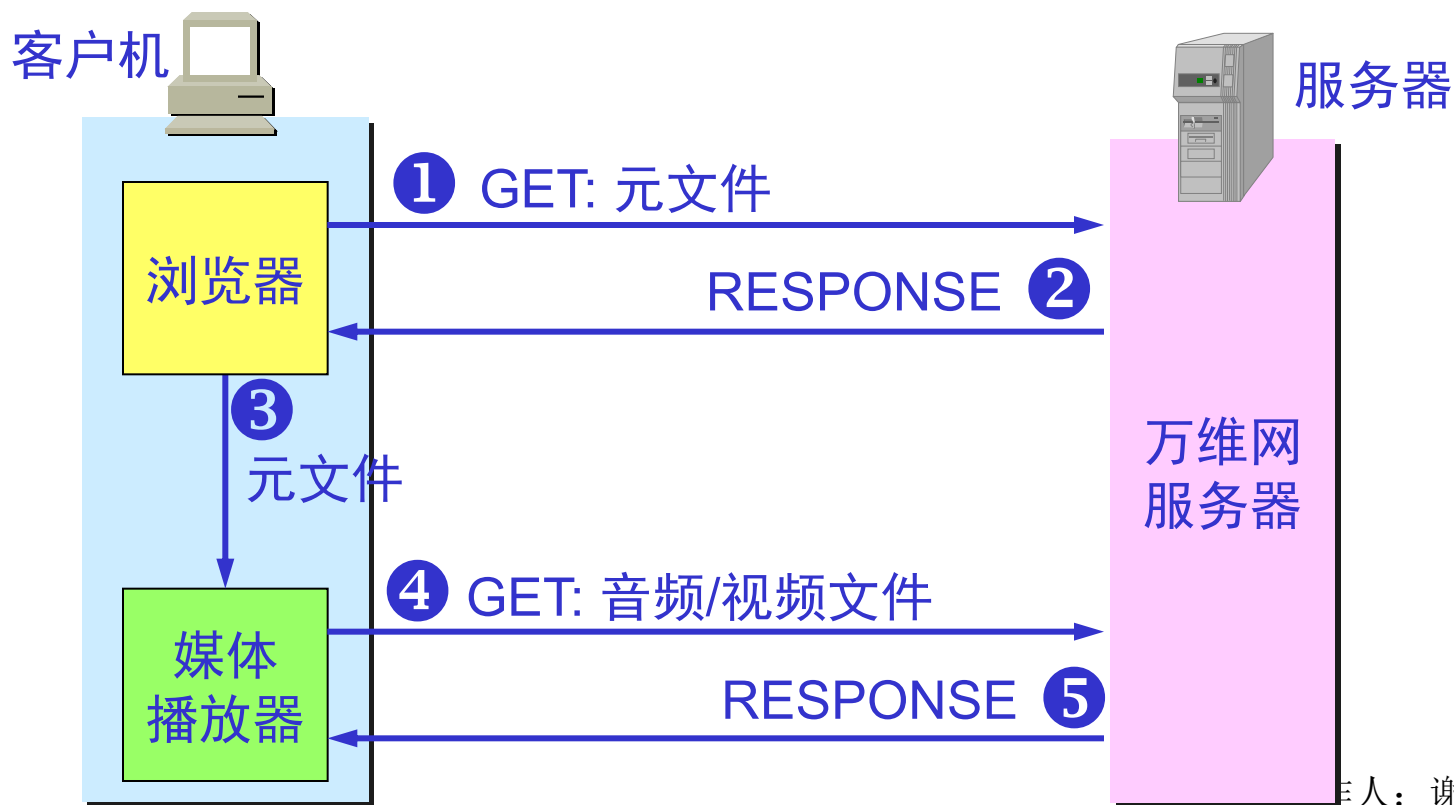 客户机
服务器
❶ GET: 元文件
浏览器
RESPONSE ❷
❸
元文件
万维网
服务器
❹ GET: 音频/视频文件
媒体
播放器
RESPONSE ❺
人：谢